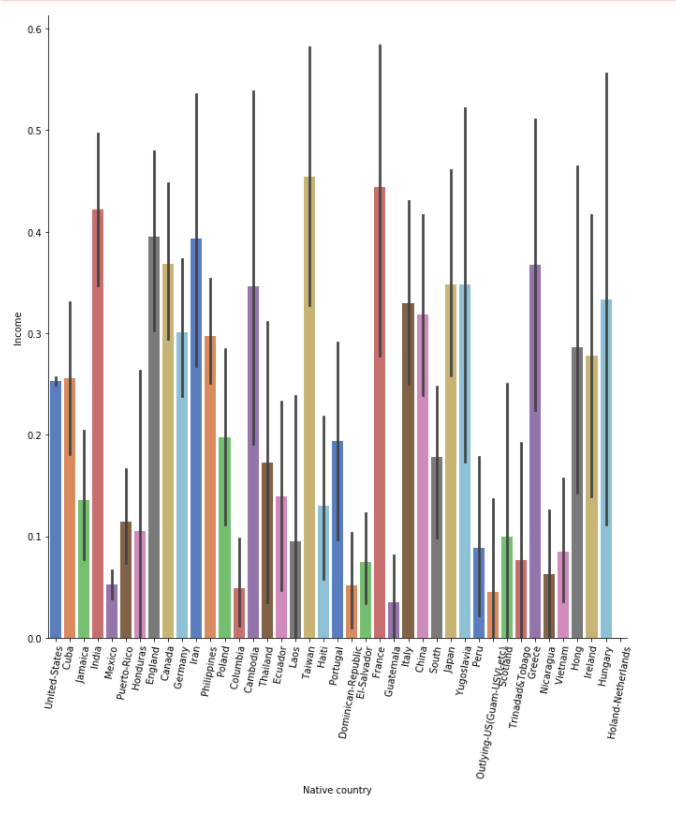 0.6
0.5
0.4
0.3
0.2
0.1
0.0
Income
United-States
Cuba
Jamaica
India
Mexico
Puerto-Rico
Honduras
England
Canada
Germany
Iran
Philippines
Poland
Columbia
Cambodia
Thailand
Ecuador
Laos
Taiwan
Haiti
Portugal
Dominican-Republic
El-Salvador
France
Guatemala
Italy
China
South
Japan
Yugoslavia
Peru
Outlying-US(Guam-USVI-etc)
Scotland
Trinadad&Tobago
Greece
Nicaragua
Vietnam
Hong
Ireland
Hungary
Holand-Netherlands
Native country